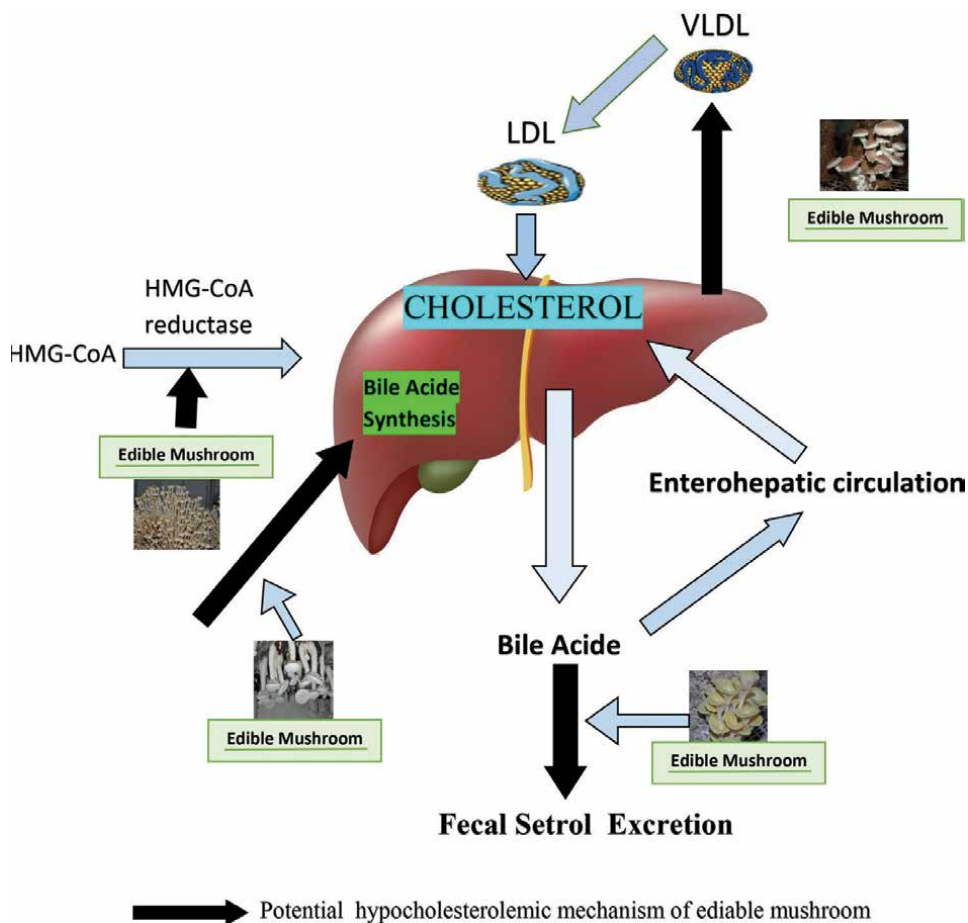 VLDL
LDL
Edible Mushroom
CHOLESTEROL
HMG-CoA
reductase
HMG-CoA
Bile Acide
Synthesis
Edible Mushroom
Enterohepatic circulation
Bile Acide
Edible Mushroom
Edible Mushroom
Fecal Setrol Excretion
Potential hypocholesterolemic mechanism of ediable mushroom